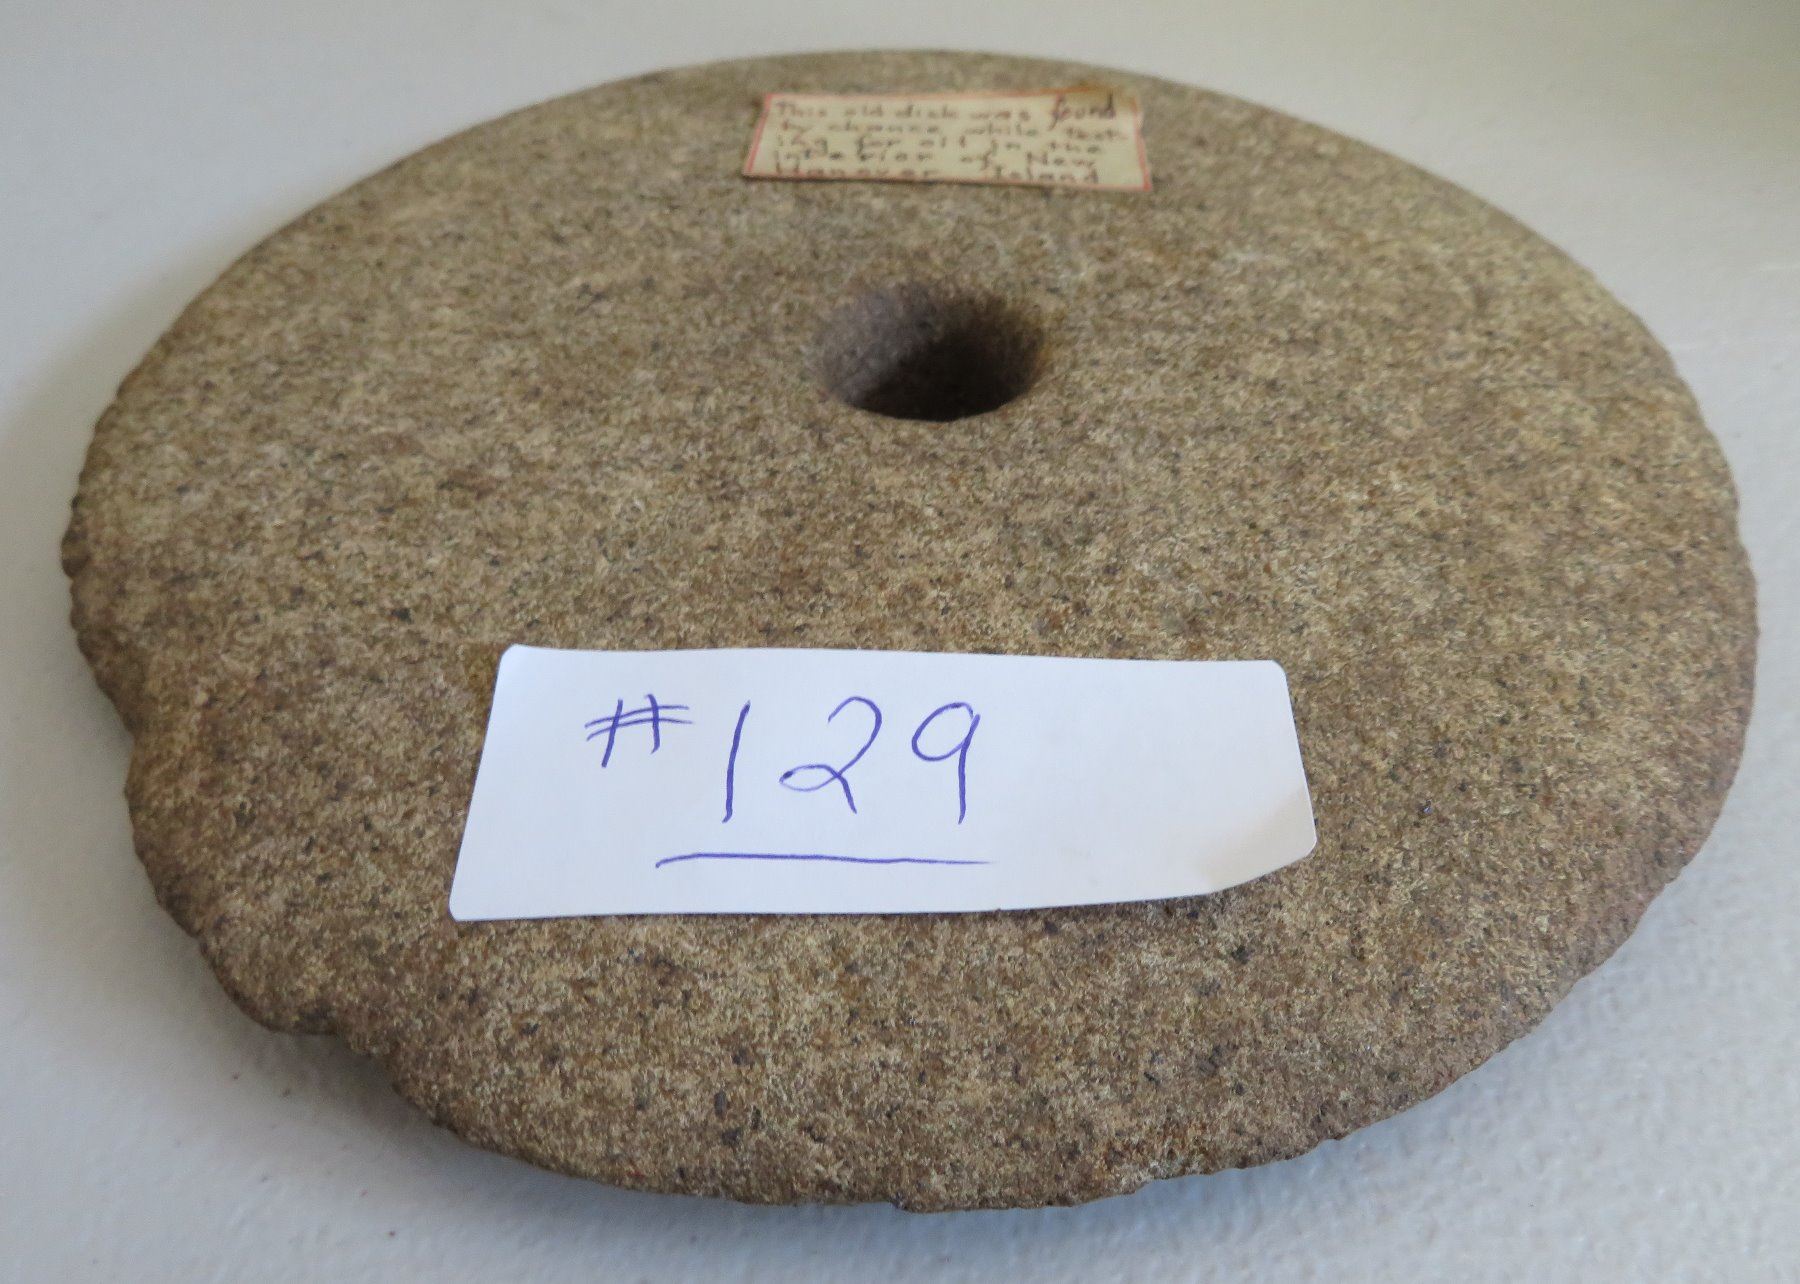 This old disk was found
by chance while test-
ing for oil in the
interior of New
Hanover Island
#129